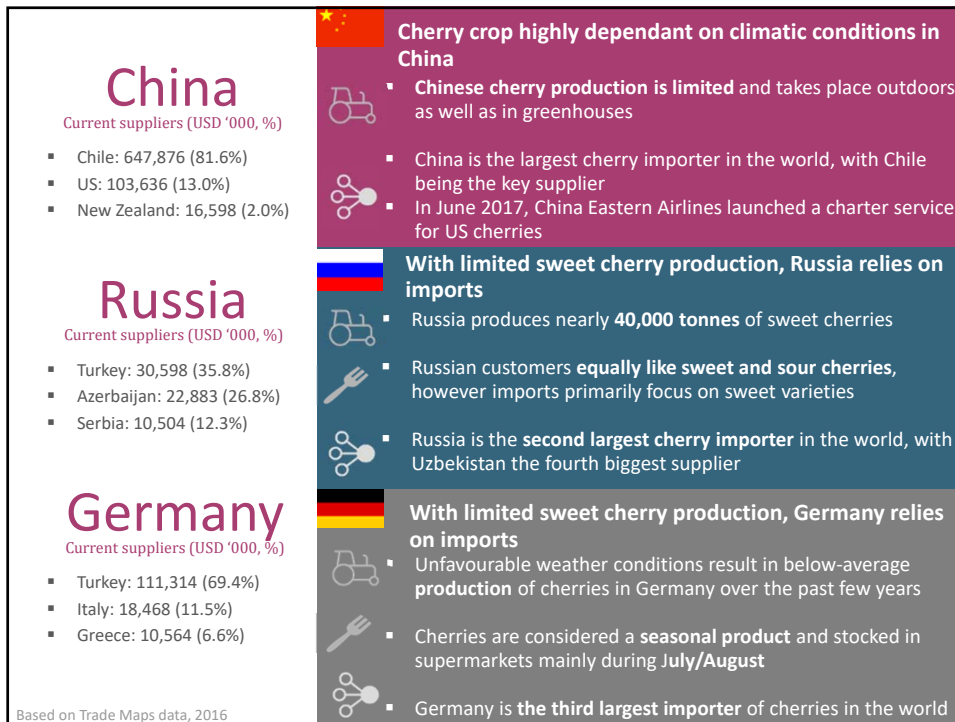 China
Current suppliers (USD ‘000, %)
▪ Chile: 647,876 (81.6%)
▪ US: 103,636 (13.0%)
▪ New Zealand: 16,598 (2.0%)
Cherry crop highly dependant on climatic conditions in
China
▪ Chinese cherry production is limited and takes place outdoors
as well as in greenhouses
▪ China is the largest cherry importer in the world, with Chile
being the key supplier
▪ In June 2017, China Eastern Airlines launched a charter service
for US cherries
Russia
Current suppliers (USD ‘000, %)
▪ Turkey: 30,598 (35.8%)
▪ Azerbaijan: 22,883 (26.8%)
▪ Serbia: 10,504 (12.3%)
With limited sweet cherry production, Russia relies on
imports
▪ Russia produces nearly 40,000 tonnes of sweet cherries
▪ Russian customers equally like sweet and sour cherries,
however imports primarily focus on sweet varieties
▪ Russia is the second largest cherry importer in the world, with
Uzbekistan the fourth biggest supplier
Germany
Current suppliers (USD ‘000, %)
▪ Turkey: 111,314 (69.4%)
▪ Italy: 18,468 (11.5%)
▪ Greece: 10,564 (6.6%)
With limited sweet cherry production, Germany relies
on imports
▪ Unfavourable weather conditions result in below-average
production of cherries in Germany over the past few years
▪ Cherries are considered a seasonal product and stocked in
supermarkets mainly during July/August
▪ Germany is the third largest importer of cherries in the world
Based on Trade Maps data, 2016